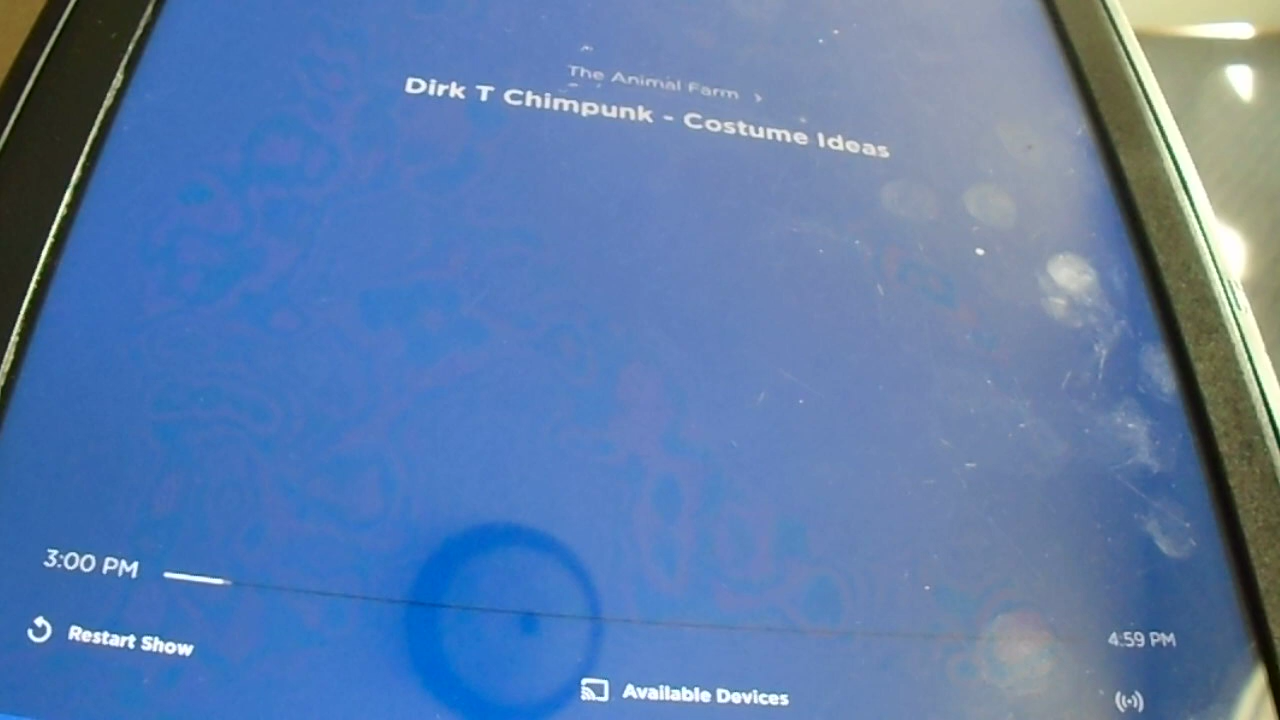 The Animal Farm >
Dirk T Chimpunk - Costume Ideas
3:00 PM
4:59 PM
Restart Show
Available Devices